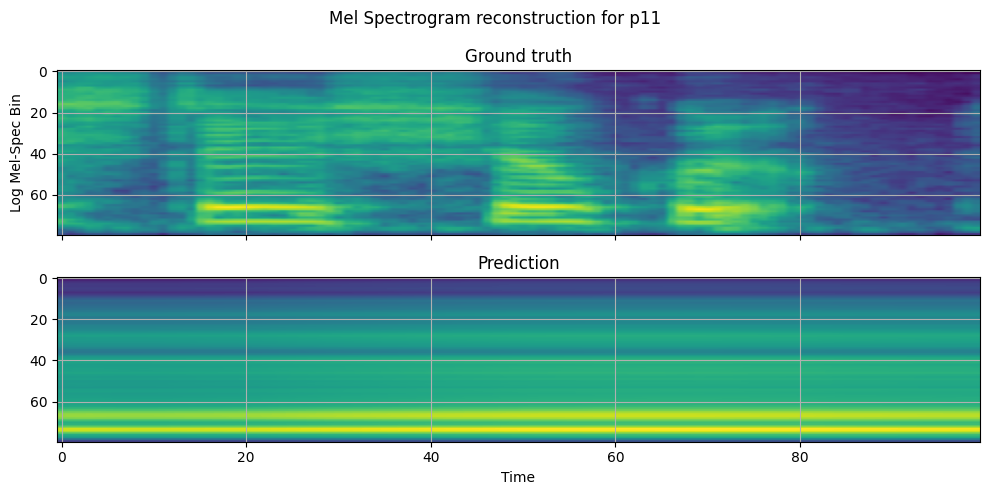 Mel Spectrogram reconstruction for p11
Ground truth
0
20
40
60
Log Mel-Spec Bin
Prediction
0
20
40
60
0 20 40 60 80
Time